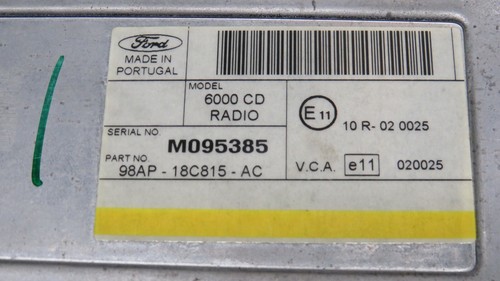 Ford
MADE IN
PORTUGAL
MODEL
6000 CD
RADIO
SERIAL NO
M095385
PART NO.
98AP - 18C815 - AC
E 11
10 R- 02 0025
V.C.A. e11 020025